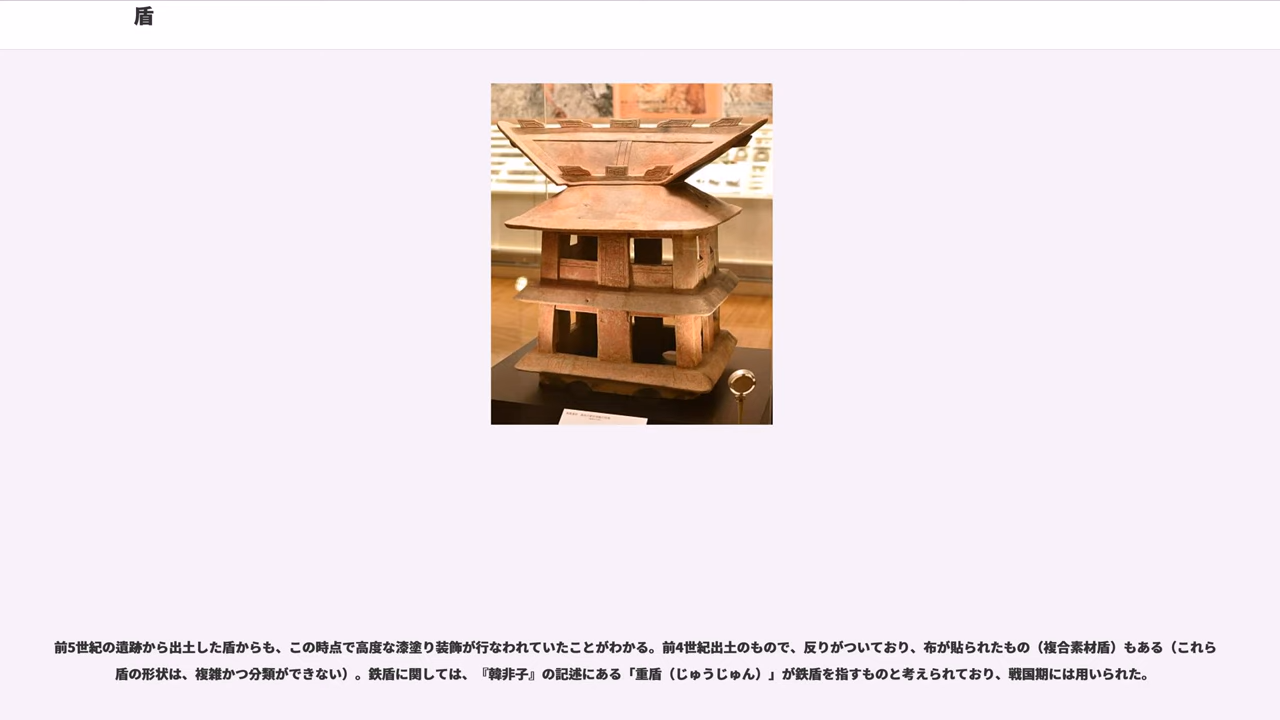 盾
前5世紀の遺跡から出土した盾からも、この時点で高度な漆塗り装飾が行なわれていたことがわかる。前4世紀出土のもので、反りがついており、布が貼られたもの（複合素材盾）もある（これら
盾の形状は、複雑かつ分類ができない）。鉄盾に関しては、『韓非子』の記述にある「重盾（じゅうじゅん）」が鉄盾を指すものと考えられており、戦国期には用いられた。